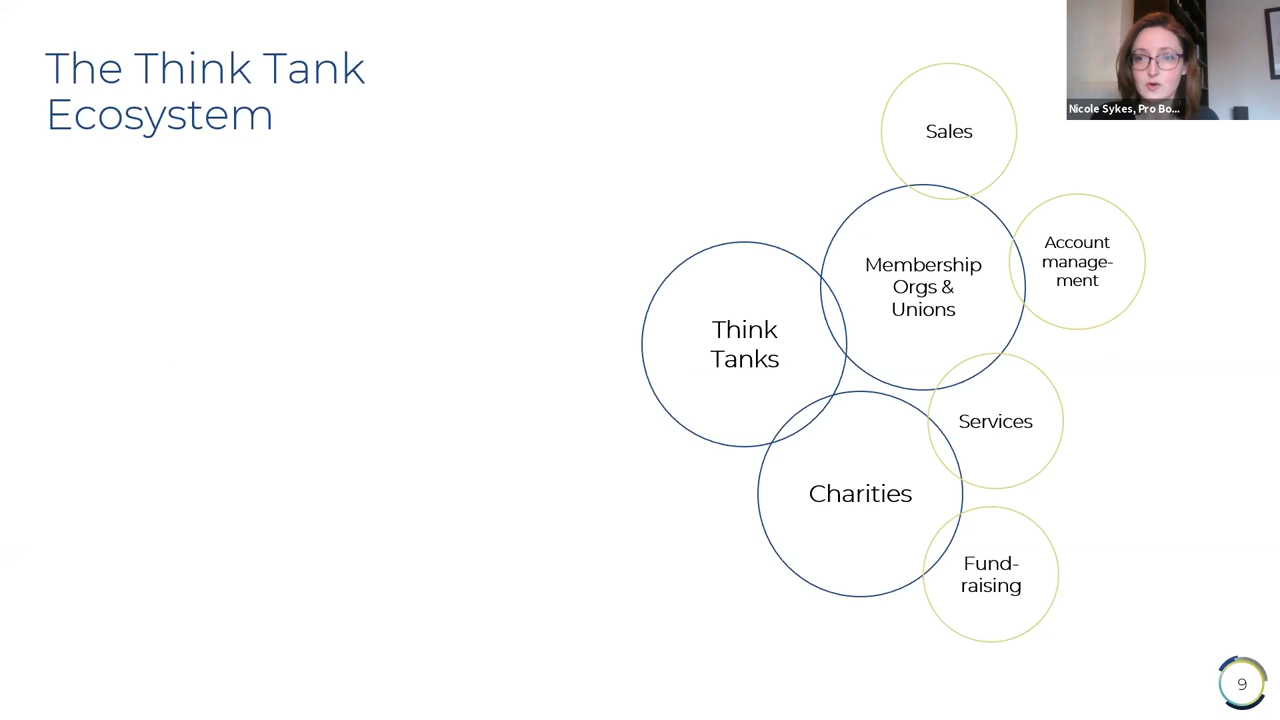 The Think Tank
Ecosystem
Nicole Sykes, Pro Bo...
Sales
Account
manage-
ment
Membership
Orgs &
Unions
Think
Tanks
Services
Charities
Fund-
raising
9